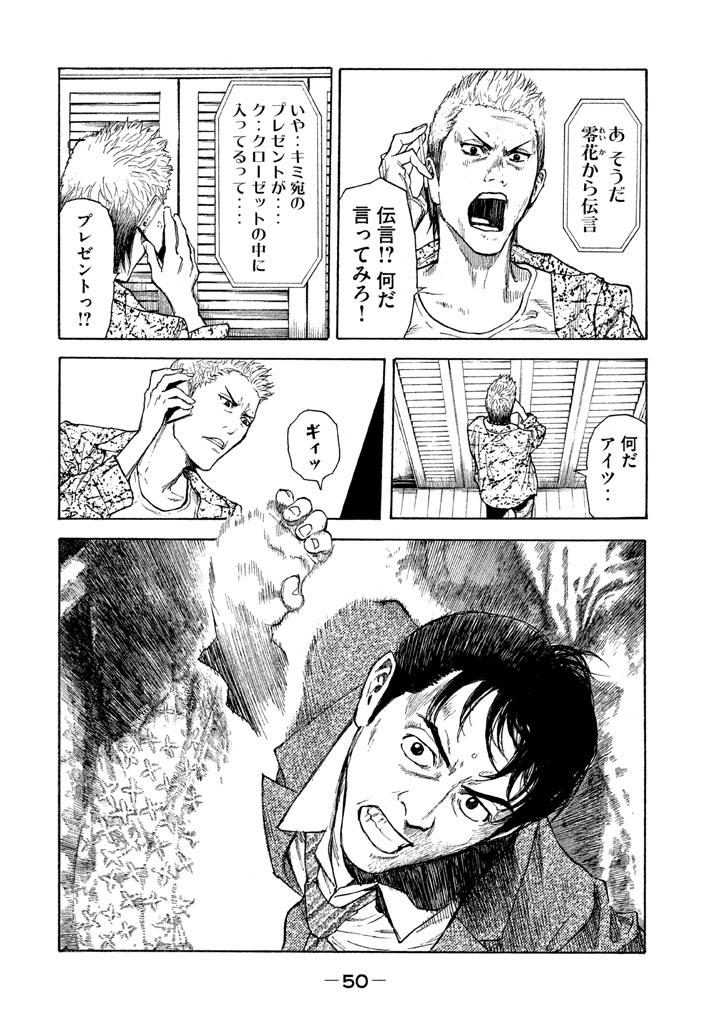 あ そうだ
零花から伝言
れいか
伝言!? 何だ
言ってみろ!
いや‥キミ宛の
プレゼントが‥‥
ク‥クローゼットの中に
入ってるって‥‥
プレゼントっ!?
何だ
アイツ‥
ギィッ
—50—